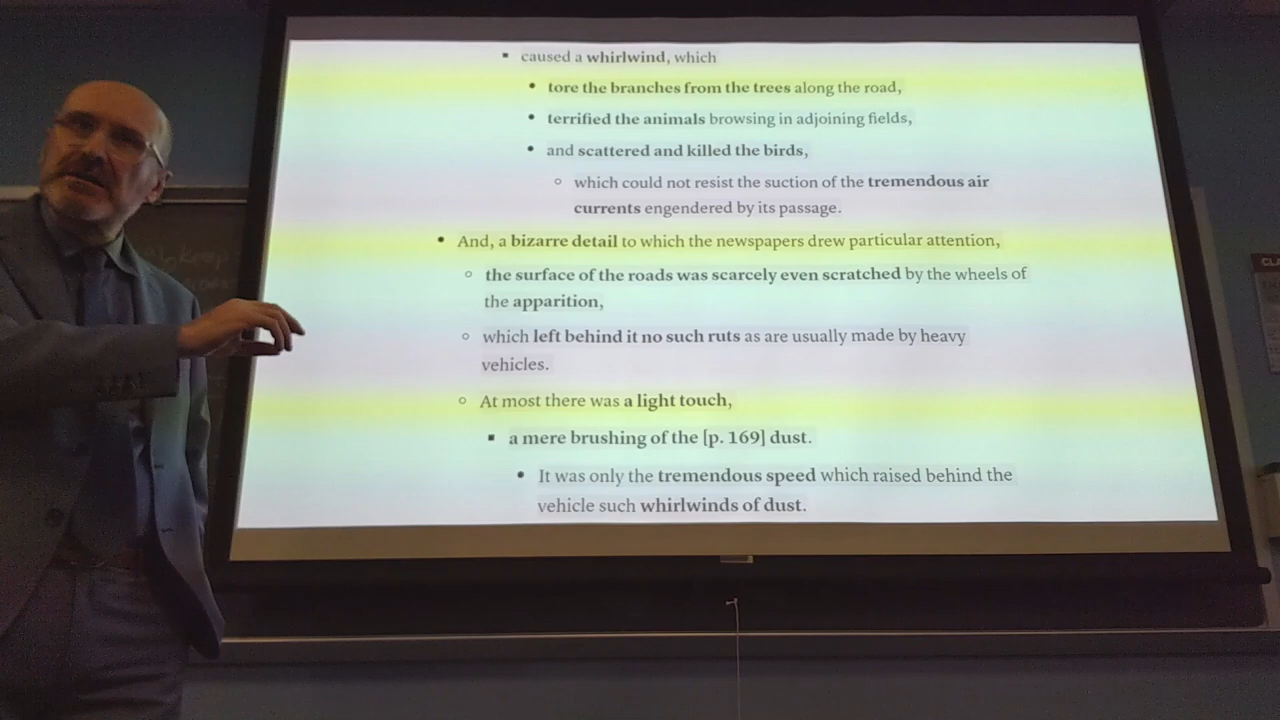 ▪ caused a whirlwind, which
• tore the branches from the trees along the road,
• terrified the animals browsing in adjoining fields,
• and scattered and killed the birds,
◦ which could not resist the suction of the tremendous air
currents engendered by its passage.
• And, a bizarre detail to which the newspapers drew particular attention,
◦ the surface of the roads was scarcely even scratched by the wheels of
the apparition,
◦ which left behind it no such ruts as are usually made by heavy
vehicles.
◦ At most there was a light touch,
▪ a mere brushing of the [p. 169] dust.
• It was only the tremendous speed which raised behind the
vehicle such whirlwinds of dust.